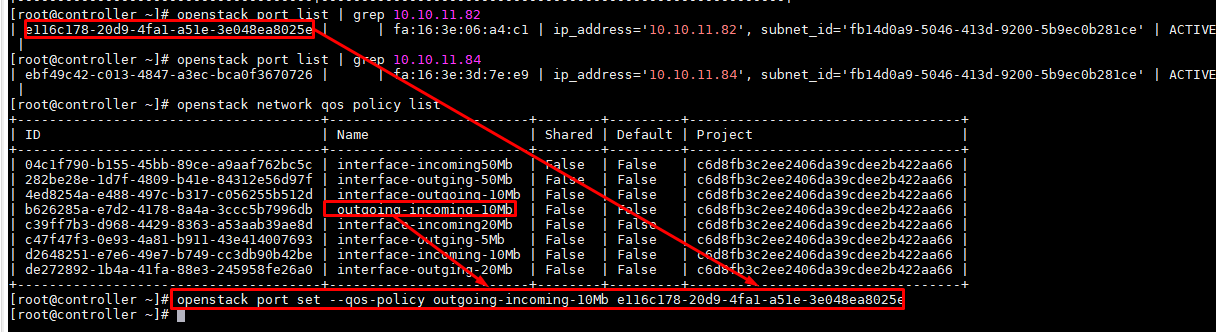 [root@controller ~]# openstack port list | grep 10.10.11.82
| e116c178-20d9-4fa1-a51e-3e048ea8025e |      | fa:16:3e:06:a4:c1 | ip_address='10.10.11.82', subnet_id='fb14d0a9-5046-413d-9200-5b9ec0b281ce' | ACTIVE
|
[root@controller ~]# openstack port list | grep 10.10.11.84
| ebf49c42-c013-4847-a3ec-bca0f3670726 |      | fa:16:3e:3d:7e:e9 | ip_address='10.10.11.84', subnet_id='fb14d0a9-5046-413d-9200-5b9ec0b281ce' | ACTIVE
|
[root@controller ~]# openstack network qos policy list
+--------------------------------------+-------------------------+--------+---------+----------------------------------+
| ID                                   | Name                    | Shared | Default | Project                          |
+--------------------------------------+-------------------------+--------+---------+----------------------------------+
| 04c1f790-b155-45bb-89ce-a9aaf762bc5c | interface-incoming50Mb  | False  | False   | c6d8fb3c2ee2406da39cdee2b422aa66 |
| 282be28e-1d7f-4809-b41e-84312e56d97f | interface-outging-50Mb  | False  | False   | c6d8fb3c2ee2406da39cdee2b422aa66 |
| 4ed8254a-e488-497c-b317-c056255b512d | interface-outgoing-10Mb | False  | False   | c6d8fb3c2ee2406da39cdee2b422aa66 |
| b626285a-e7d2-4178-8a4a-3ccc5b7996db | outgoing-incoming-10Mb  | False  | False   | c6d8fb3c2ee2406da39cdee2b422aa66 |
| c39ff7b3-d968-4429-8363-a53aab39ae8d | interface-incoming20Mb  | False  | False   | c6d8fb3c2ee2406da39cdee2b422aa66 |
| c47f47f3-0e93-4a81-b911-43e414007693 | interface-outging-5Mb   | False  | False   | c6d8fb3c2ee2406da39cdee2b422aa66 |
| d2648251-e7e6-49e7-b749-cc3db90b42be | interface-incoming-10Mb | False  | False   | c6d8fb3c2ee2406da39cdee2b422aa66 |
| de272892-1b4a-41fa-88e3-245958fe26a0 | interface-outging-20Mb  | False  | False   | c6d8fb3c2ee2406da39cdee2b422aa66 |
+--------------------------------------+-------------------------+--------+---------+----------------------------------+
[root@controller ~]# openstack port set --qos-policy outgoing-incoming-10Mb e116c178-20d9-4fa1-a51e-3e048ea8025e
[root@controller ~]#